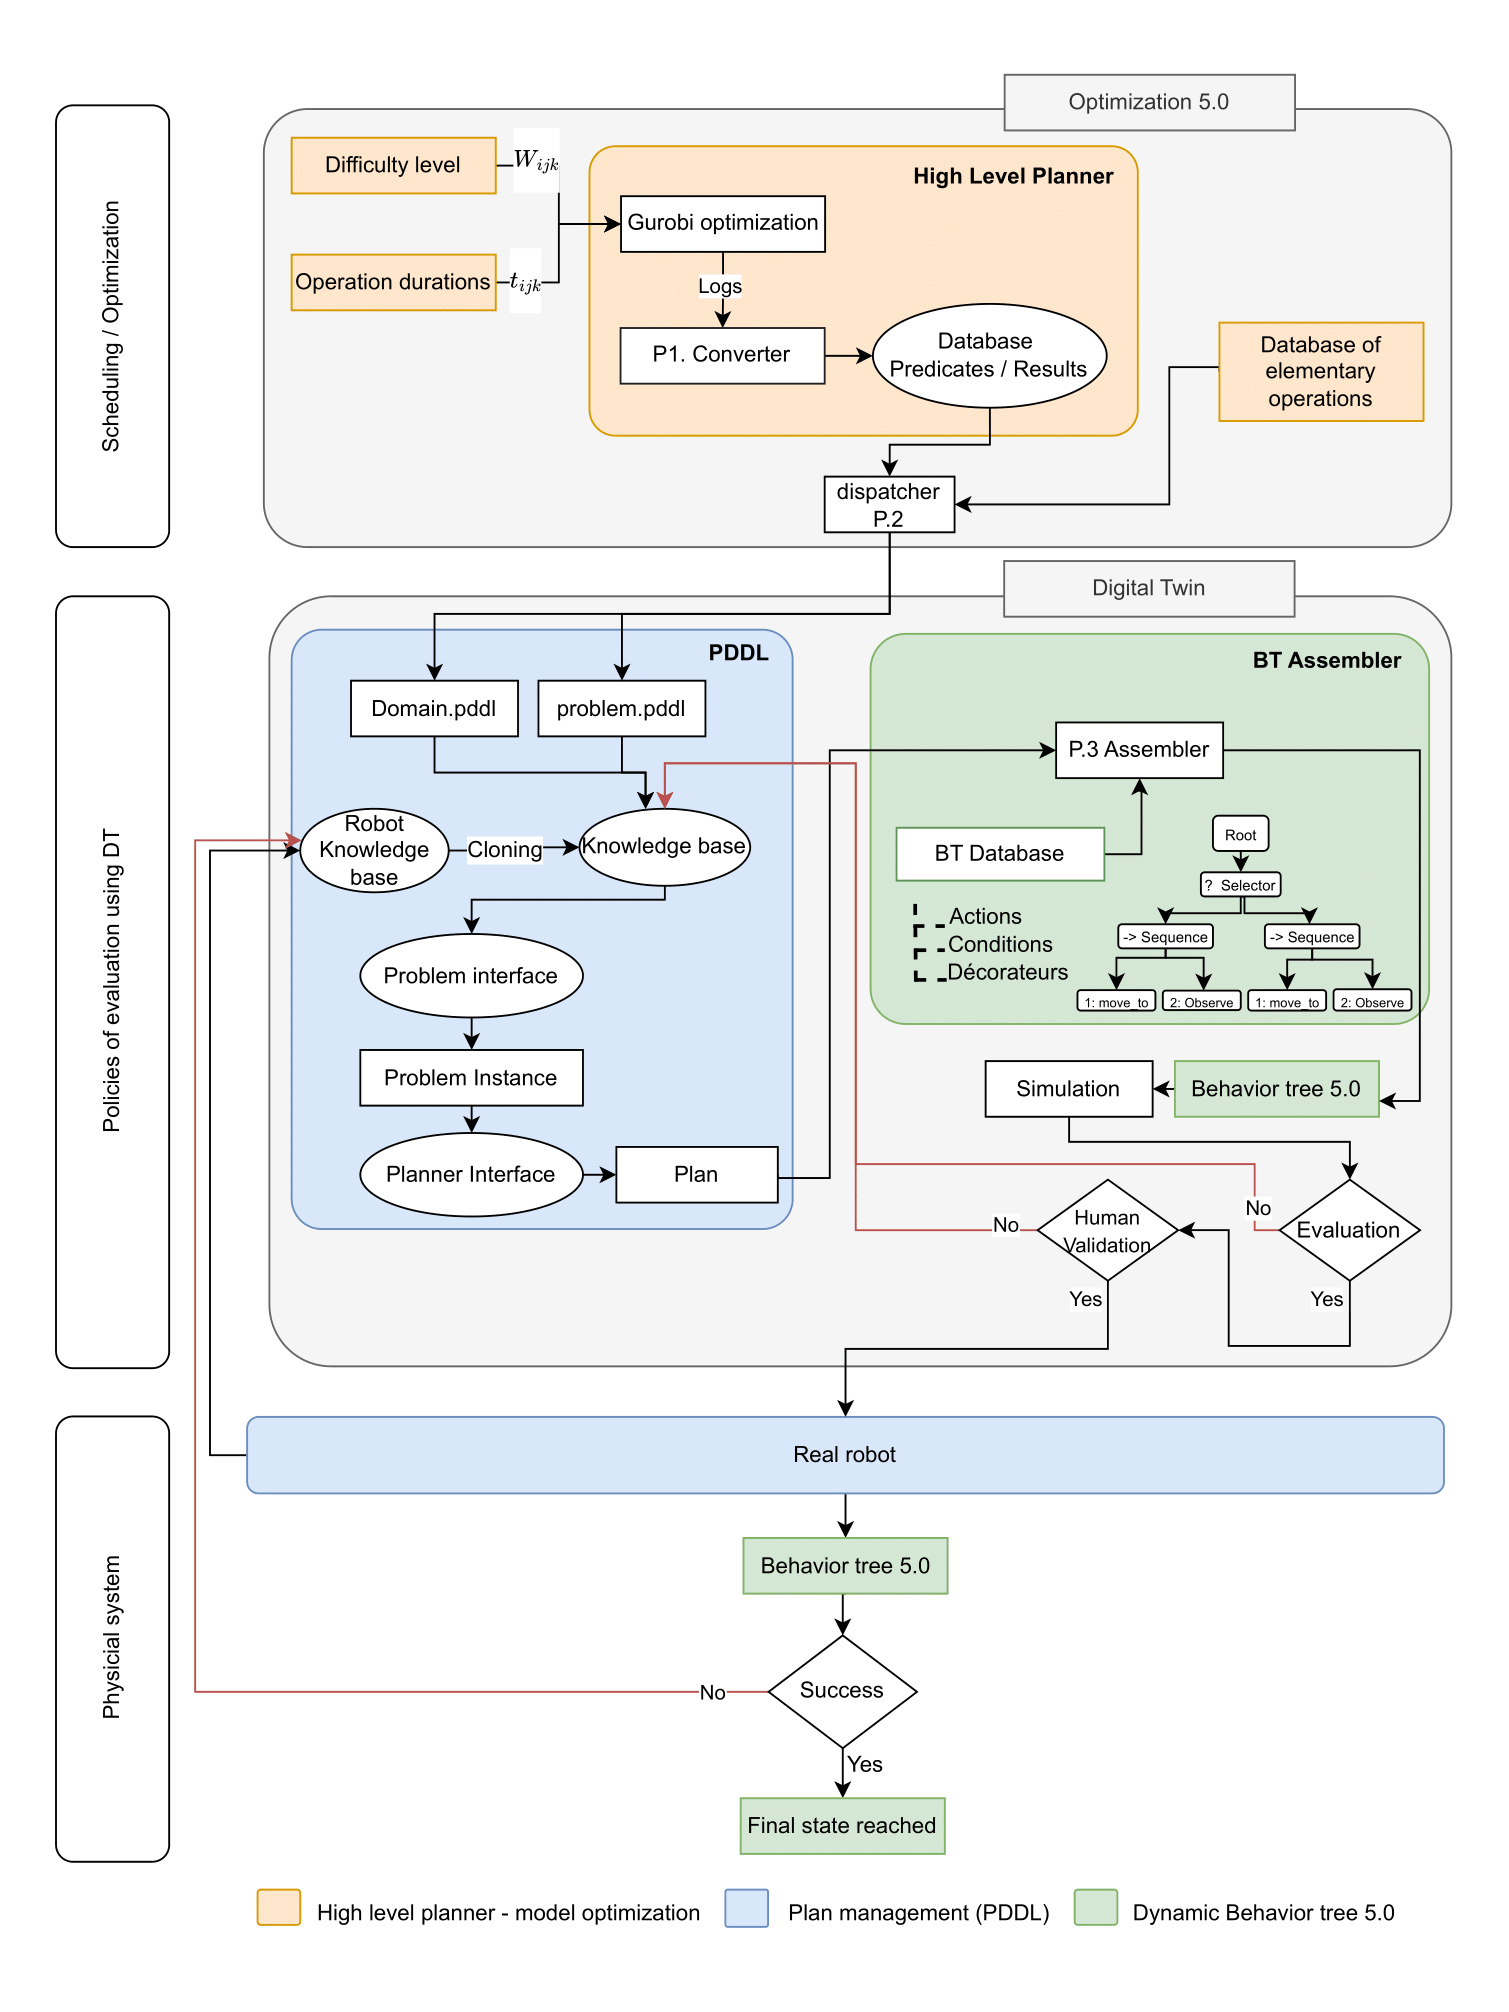 Optimization 5.0
Scheduling / Optimization
Difficulty level
W_{ijk}
Operation durations
t_{ijk}
High Level Planner
Gurobi optimization
Logs
P1. Converter
Database
Predicates / Results
Database of
elementary
operations
dispatcher
P.2
Digital Twin
Policies of evaluation using DT
PDDL
Domain.pddl
problem.pddl
Robot
Knowledge
base
Cloning
Knowledge base
Problem interface
Problem Instance
Planner Interface
Plan
BT Assembler
P.3 Assembler
BT Database
Actions
Conditions
Décorateurs
Root
? Selector
-> Sequence
-> Sequence
1: move_to
2: Observe
1: move_to
2: Observe
Simulation
Behavior tree 5.0
No
Human
Validation
No
Evaluation
Yes
Yes
Physicial system
Real robot
Behavior tree 5.0
Success
No
Yes
Final state reached
High level planner - model optimization
Plan management (PDDL)
Dynamic Behavior tree 5.0